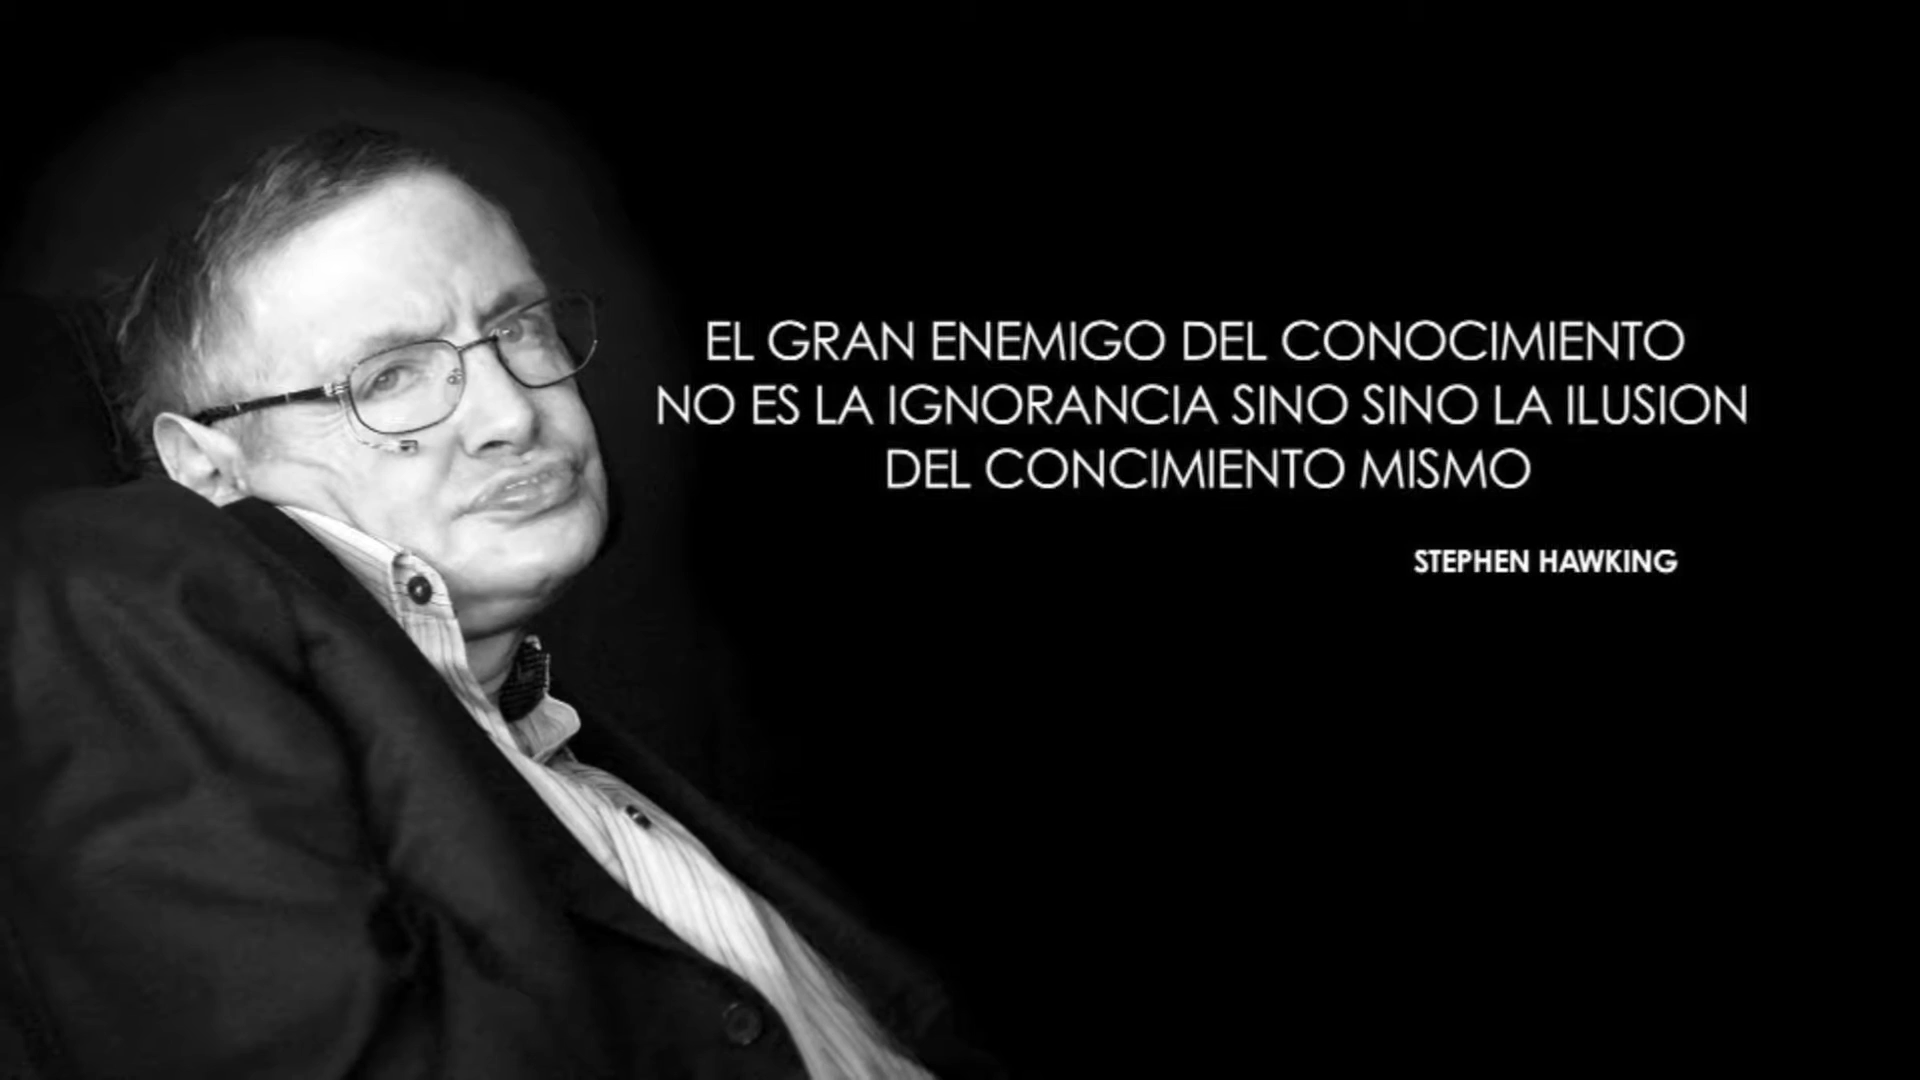 EL GRAN ENEMIGO DEL CONOCIMIENTO
NO ES LA IGNORANCIA SINO SINO LA ILUSION
DEL CONCIMIENTO MISMO
STEPHEN HAWKING